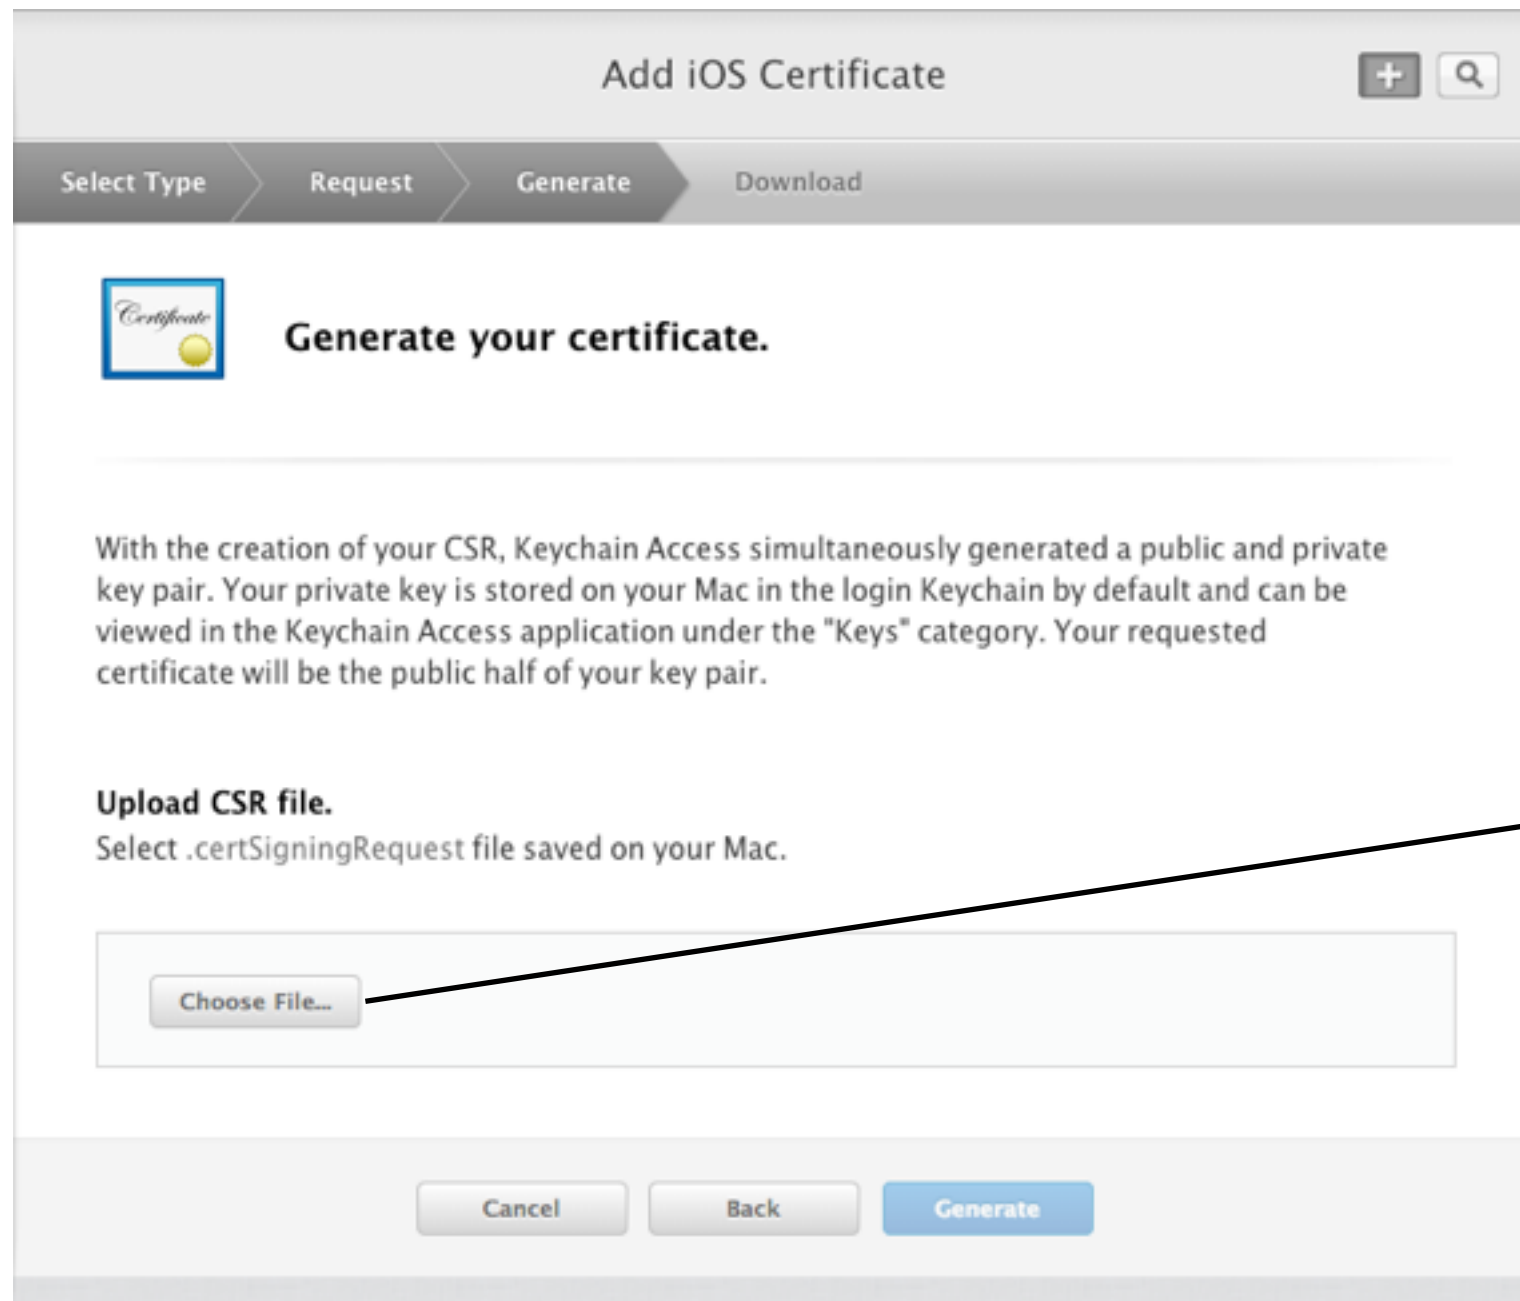 Add iOS Certificate
Select Type
Request
Generate
Download
Certificate
Generate your certificate.
With the creation of your CSR, Keychain Access simultaneously generated a public and private
key pair. Your private key is stored on your Mac in the login Keychain by default and can be
viewed in the Keychain Access application under the "Keys" category. Your requested
certificate will be the public half of your key pair.
Upload CSR file.
Select .certSigningRequest file saved on your Mac.
Choose File...
Cancel
Back
Generate